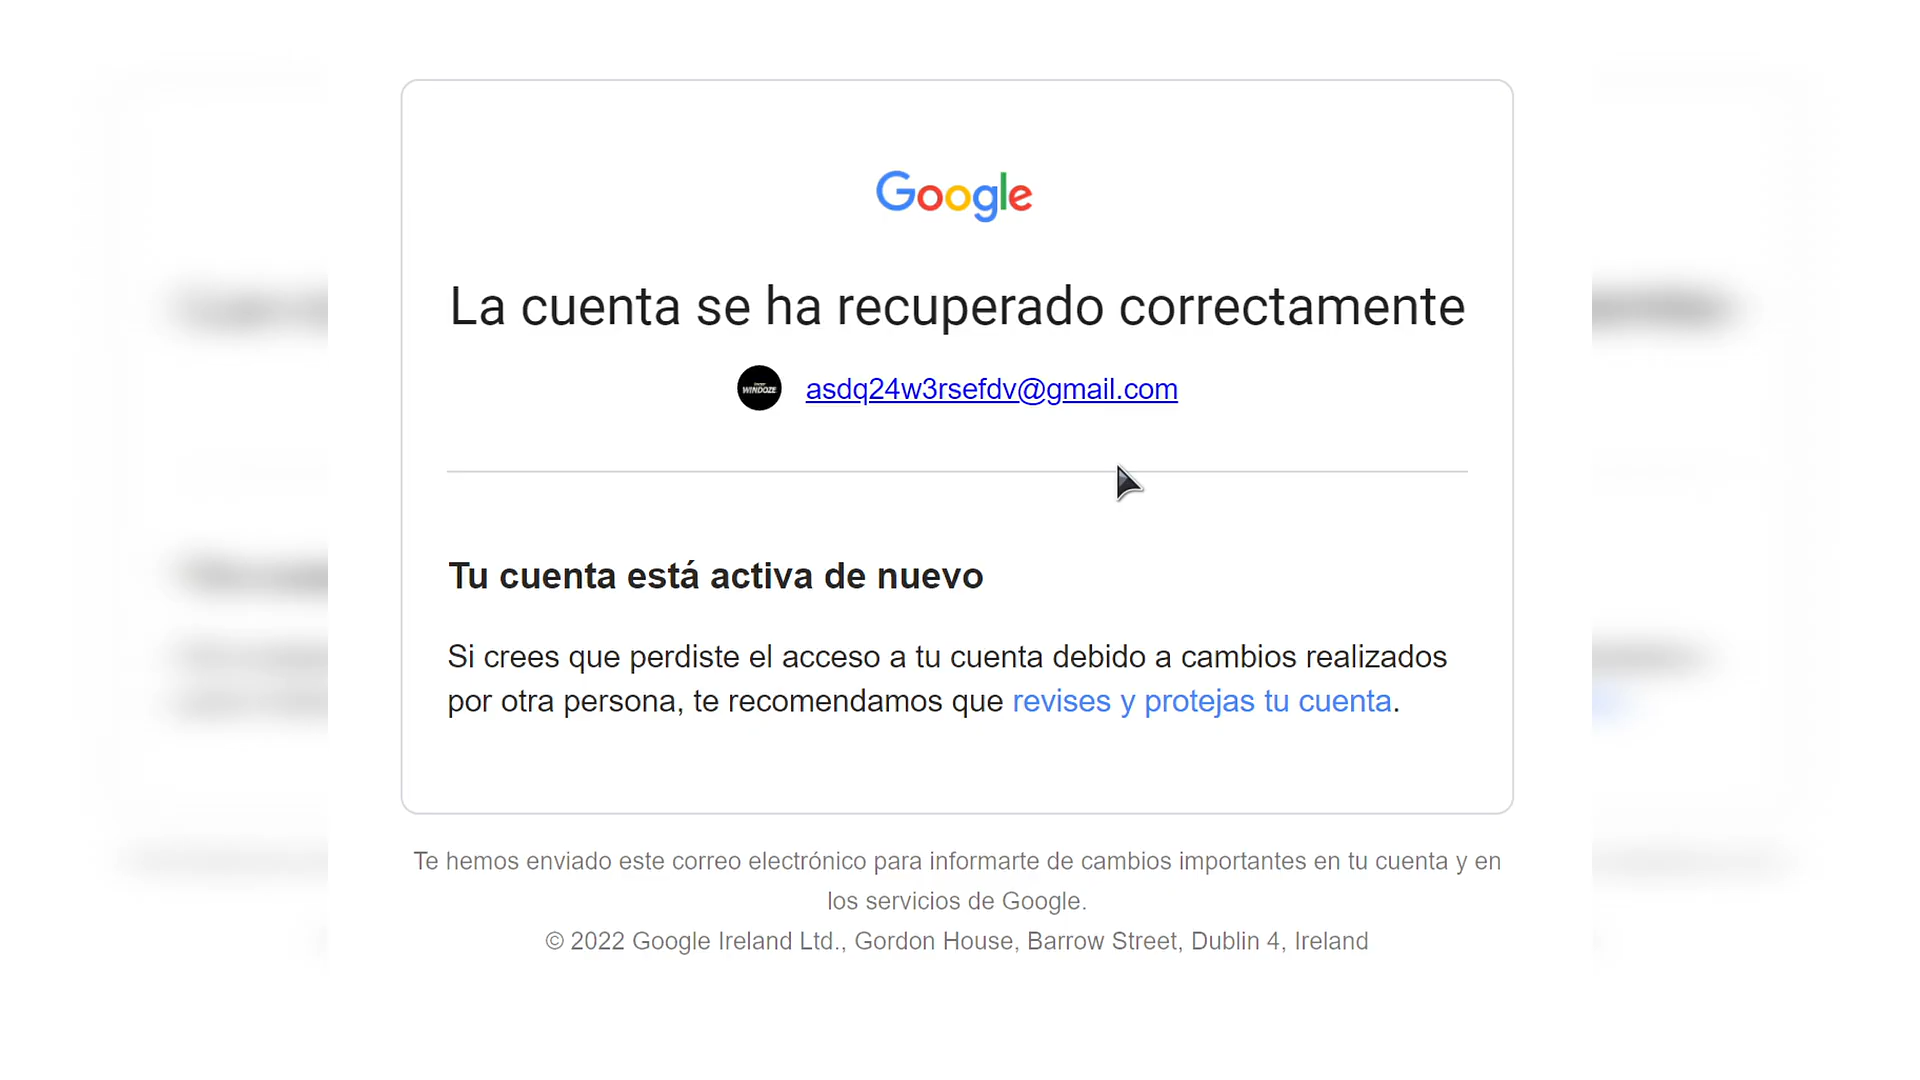 Google
La cuenta se ha recuperado correctamente
WINDOZE
asdq24w3rsefdv@gmail.com
Tu cuenta está activa de nuevo
Si crees que perdiste el acceso a tu cuenta debido a cambios realizados
por otra persona, te recomendamos que revises y protejas tu cuenta.
Te hemos enviado este correo electrónico para informarte de cambios importantes en tu cuenta y en
los servicios de Google.
© 2022 Google Ireland Ltd., Gordon House, Barrow Street, Dublin 4, Ireland